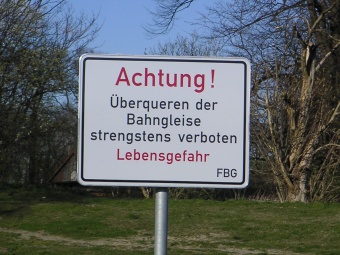 Achtung!
Überqueren der
Bahngleise
strengstens verboten
Lebensgefahr
FBG